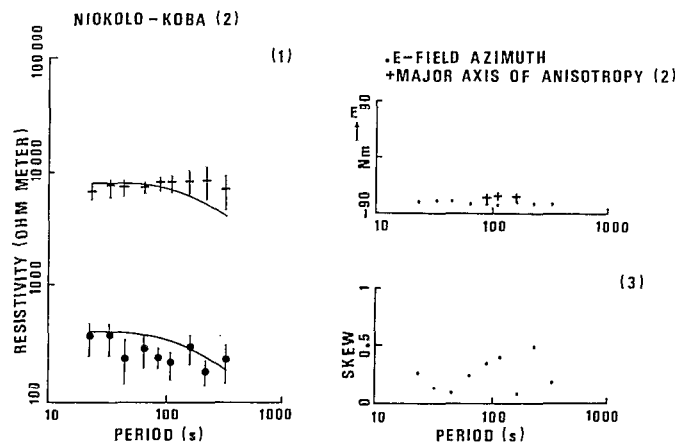 NIOKOLO-KOBA (2)
(1)
100 000
10 000
1000
100
RESISTIVITY (OHM METER)
10
100
1000
PERIOD (s)
.E-FIELD AZIMUTH
+MAJOR AXIS OF ANISOTROPY (2)
90
-90
Nm → E
10
100
1000
(3)
1
0.5
0
SKEW
10
100
1000
PERIOD (s)